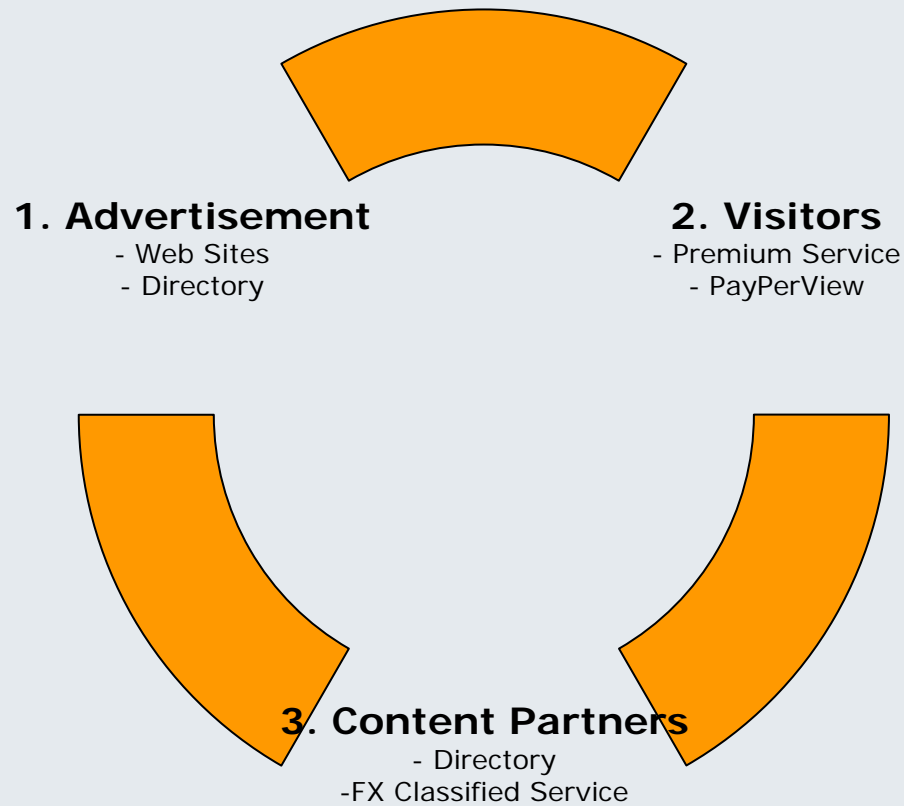 1. Advertisement
- Web Sites
- Directory
2. Visitors
- Premium Service
- PayPerView
3. Content Partners
- Directory
-FX Classified Service